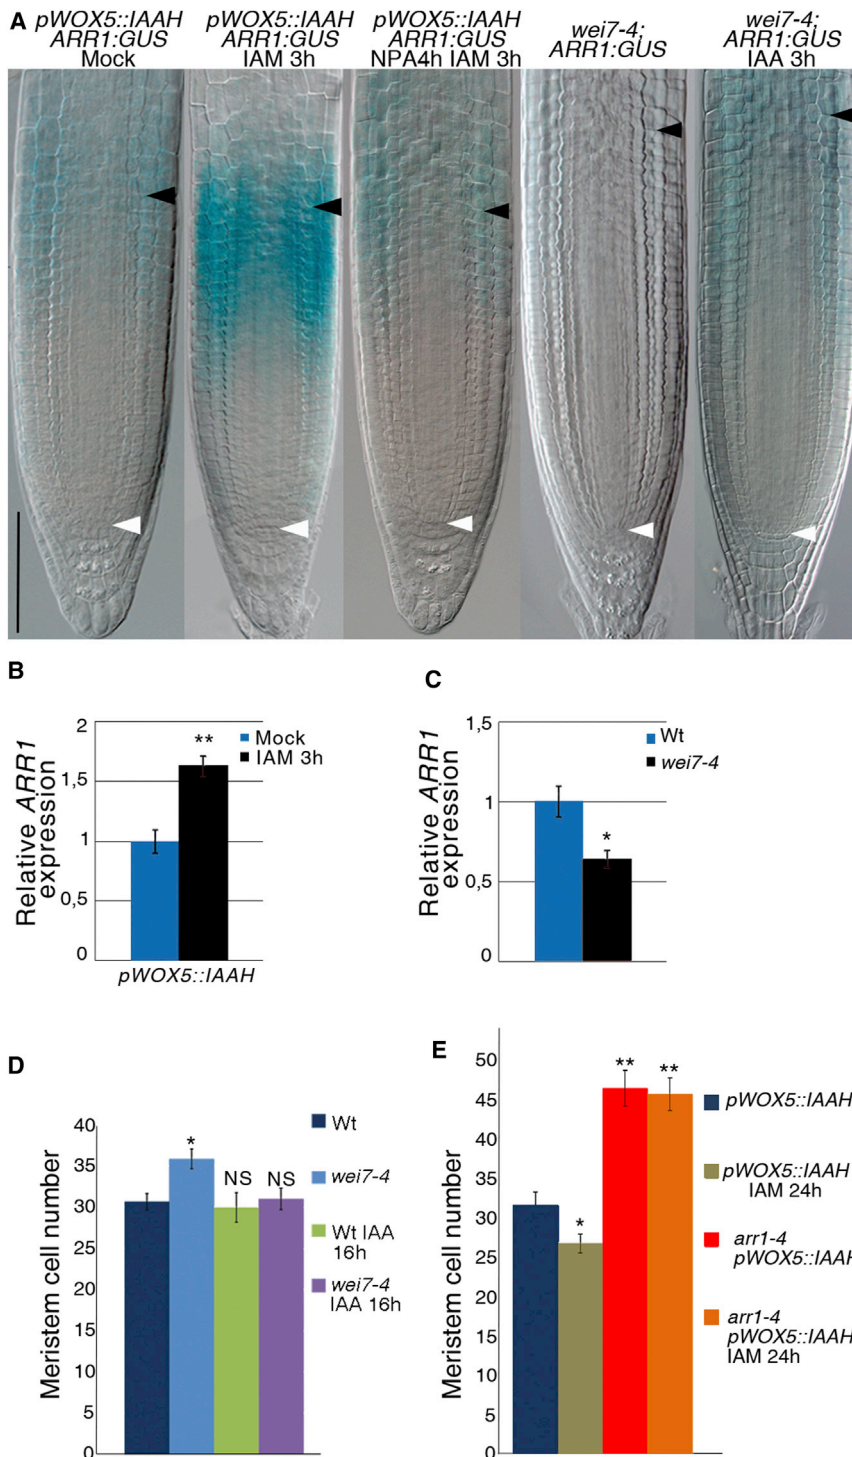 A
pWOX5::IAAH
ARR1:GUS
Mock
pWOX5::IAAH
ARR1:GUS
IAM 3h
pWOX5::IAAH
ARR1:GUS
NPA4h IAM 3h
wei7-4;
ARR1:GUS
wei7-4;
ARR1:GUS
IAA 3h
B
Relative ARR1
expression
2
1,5
1
0,5
0
**
Mock
IAM 3h
pWOX5::IAAH
C
Relative ARR1
expression
1,5
1
0,5
0
*
Wt
wei7-4
D
Meristem cell number
40
35
30
25
30
15
10
5
0
*
NS
NS
Wt
wei7-4
Wt IAA
16h
wei7-4
IAA 16h
E
Meristem cell number
50
45
40
35
30
25
20
15
10
5
0
*
**
**
pWOX5::IAAH
pWOX5::IAAH
IAM 24h
arr1-4
pWOX5::IAAH
arr1-4
pWOX5::IAAH
IAM 24h